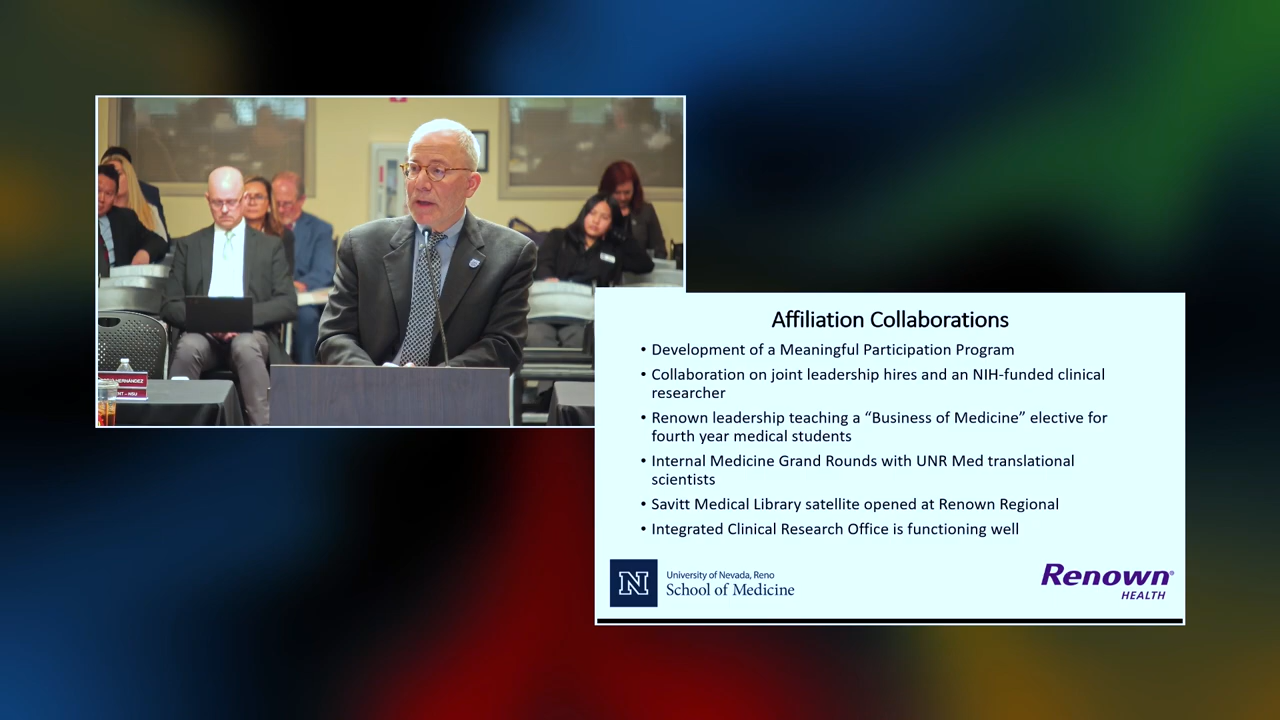 HERNÁNDEZ
NSU
Affiliation Collaborations
• Development of a Meaningful Participation Program
• Collaboration on joint leadership hires and an NIH-funded clinical
researcher
• Renown leadership teaching a “Business of Medicine” elective for
fourth year medical students
• Internal Medicine Grand Rounds with UNR Med translational
scientists
• Savitt Medical Library satellite opened at Renown Regional
• Integrated Clinical Research Office is functioning well
N
University of Nevada, Reno
School of Medicine
Renown®
HEALTH